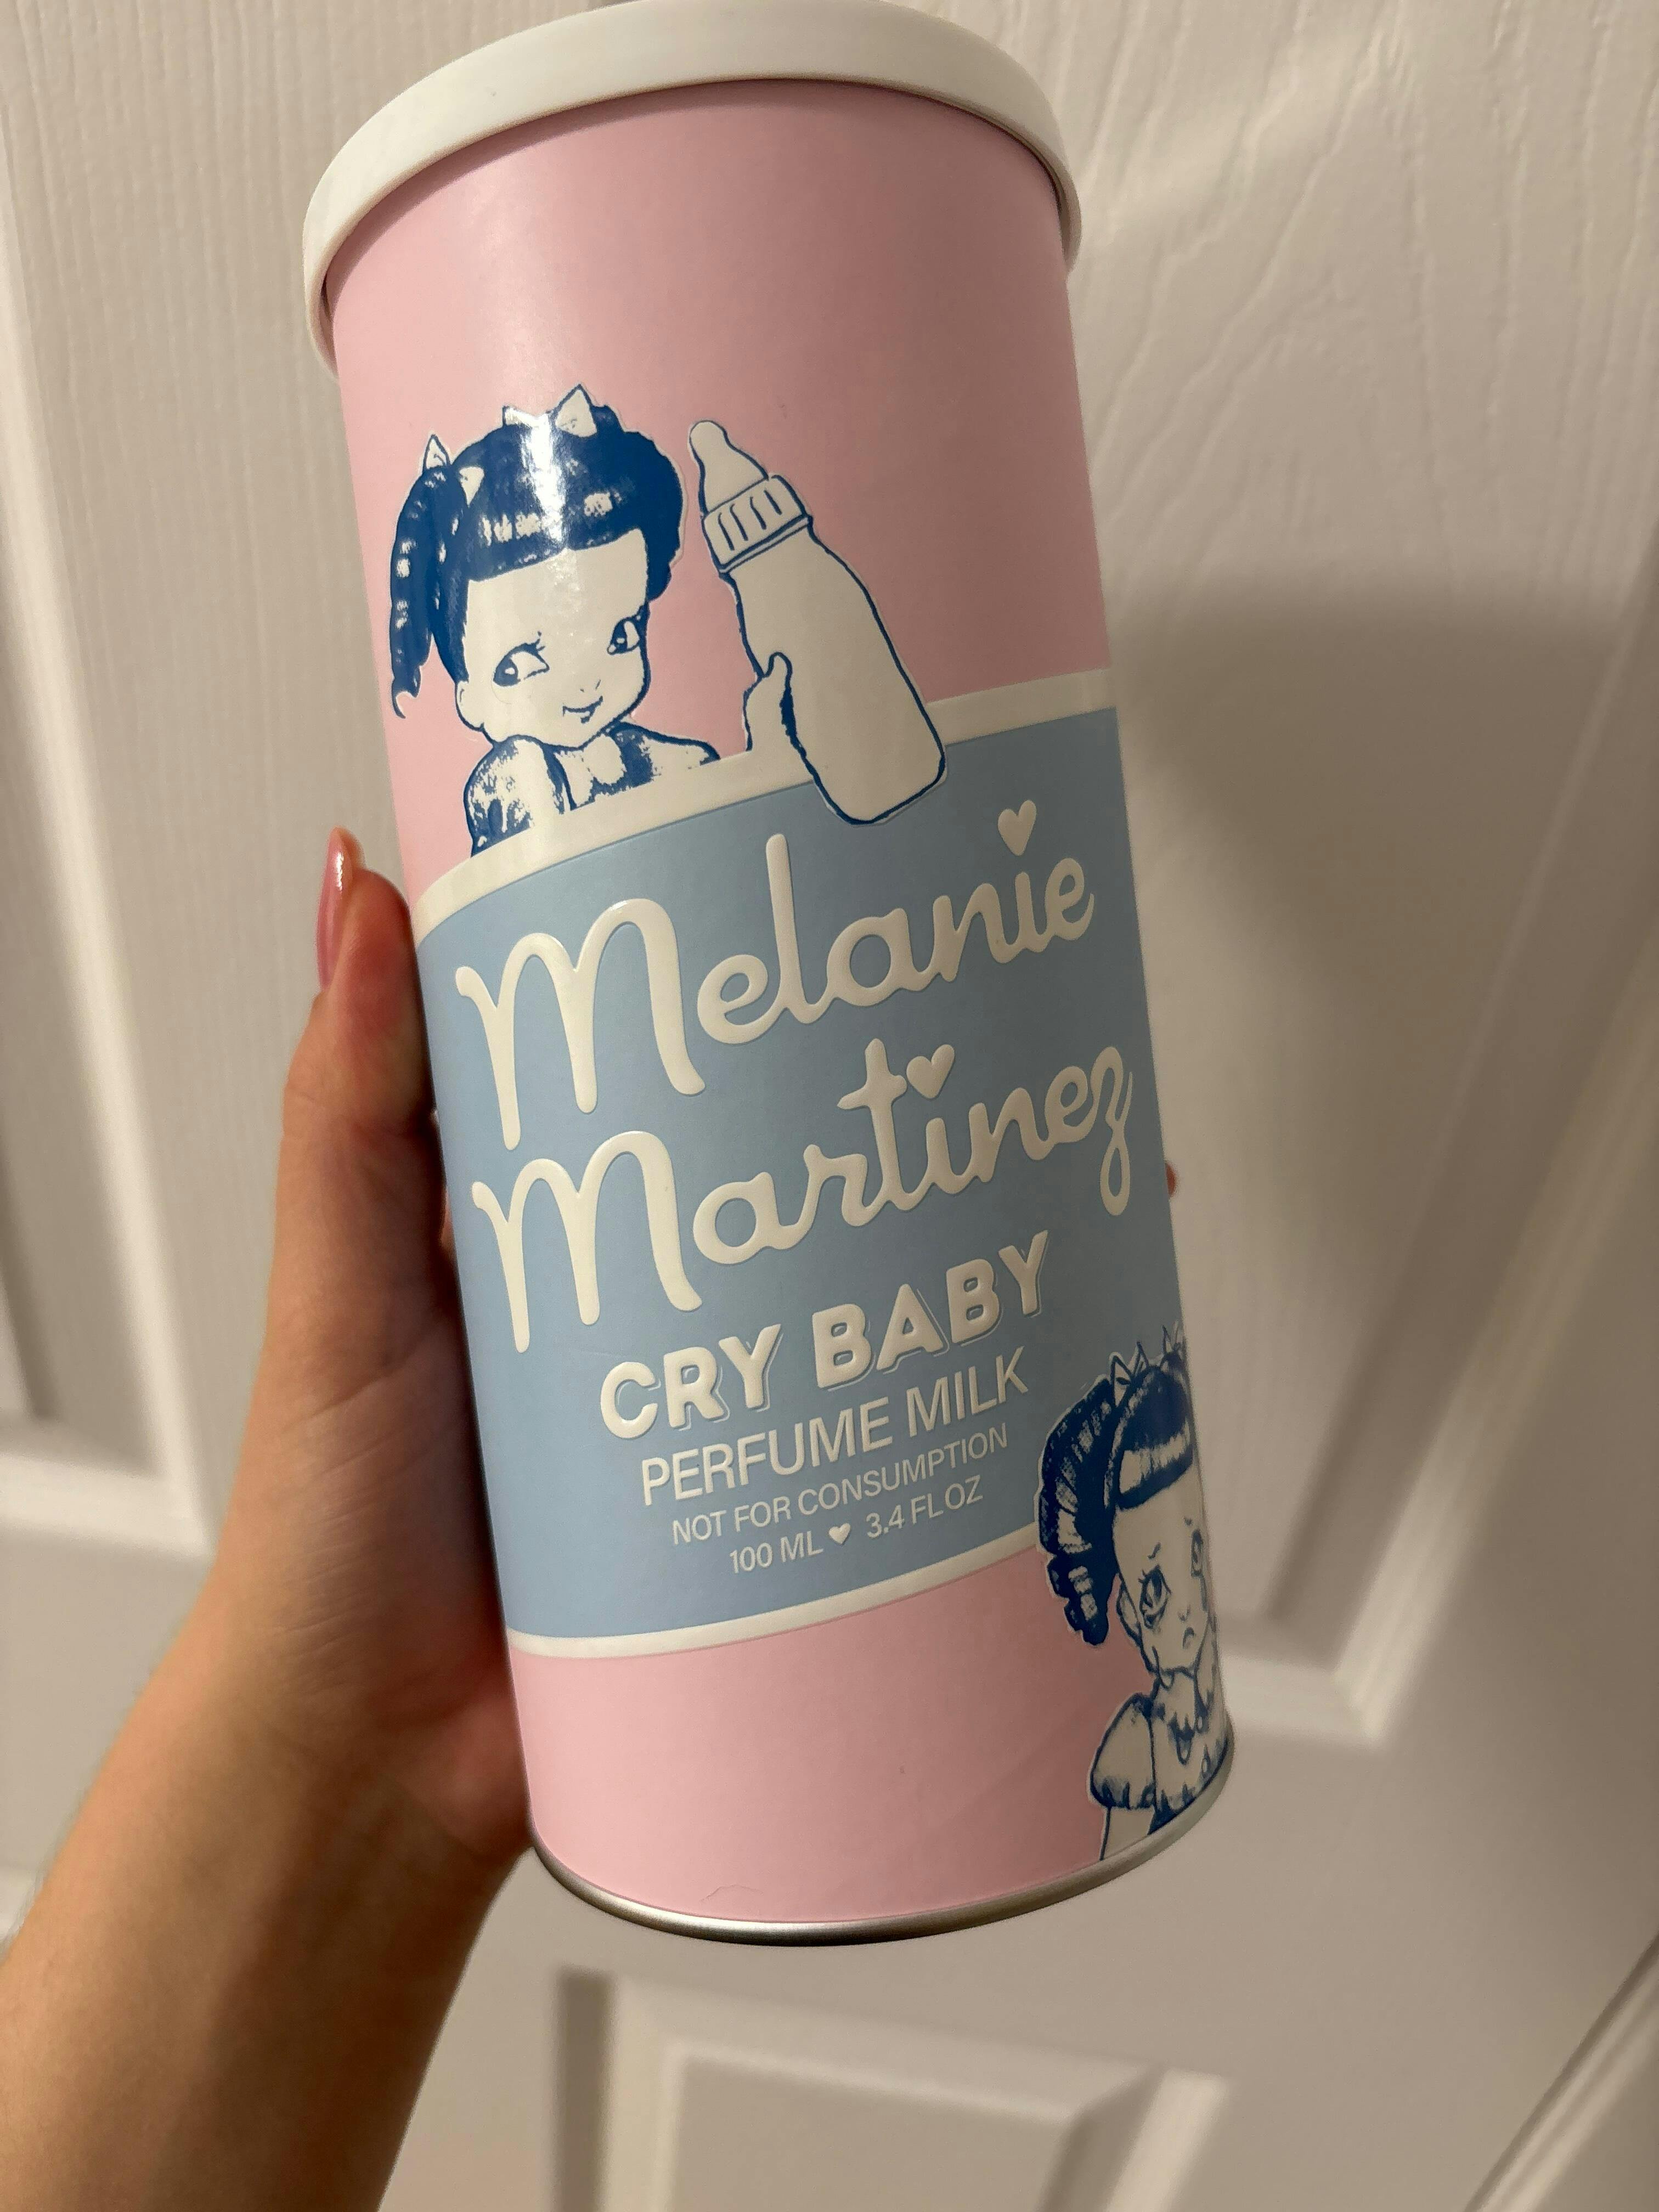 Melanie
Martinez
CRY BABY
PERFUME MILK
NOT FOR CONSUMPTION
100 ML ♥ 3.4 FL OZ